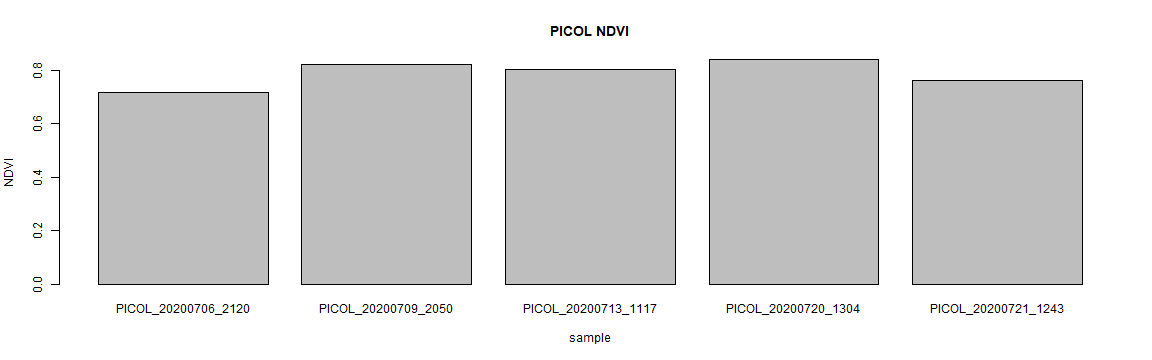 PICOL NDVI
NDVI
0.8
0.6
0.4
0.2
0.0
PICOL_20200706_2120 PICOL_20200709_2050 PICOL_20200713_1117 PICOL_20200720_1304 PICOL_20200721_1243
sample